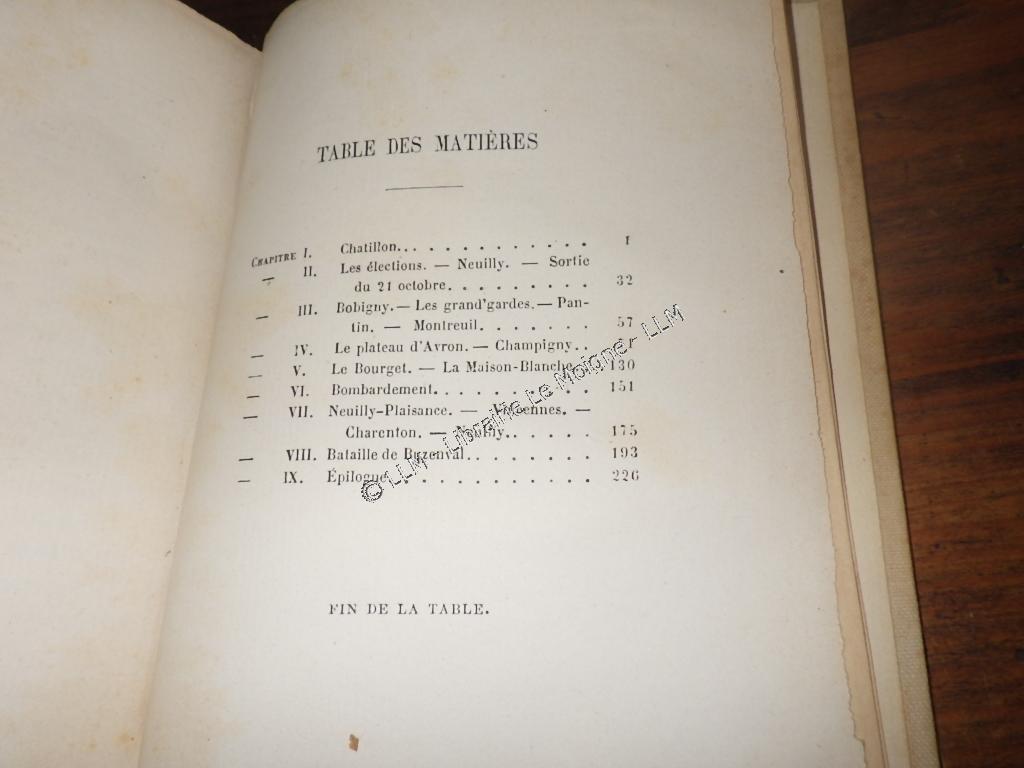 TABLE DES MATIÈRES
CHAPITRE I. Chatillon. . . . . . . . . . . . . 1
— II. Les élections. — Neuilly. — Sortie
du 21 octobre. . . . . . . . . 32
— III. Bobigny. — Les grand'gardes. — Pan-
tin. — Montreuil. . . . . . . 57
— IV. Le plateau d'Avron. — Champigny. .
— V. Le Bourget. — La Maison-Blanche. 130
— VI. Bombardement. . . . . . . . . . . 151
— VII. Neuilly-Plaisance. — Vincennes. —
Charenton. — Neuilly. . . . . . 175
— VIII. Bataille de Buzenval. . . . . . . . 193
— IX. Épilogue. . . . . . . . . . . . . 226
FIN DE LA TABLE.
© LLM - Librairie Le Moigne - LLM